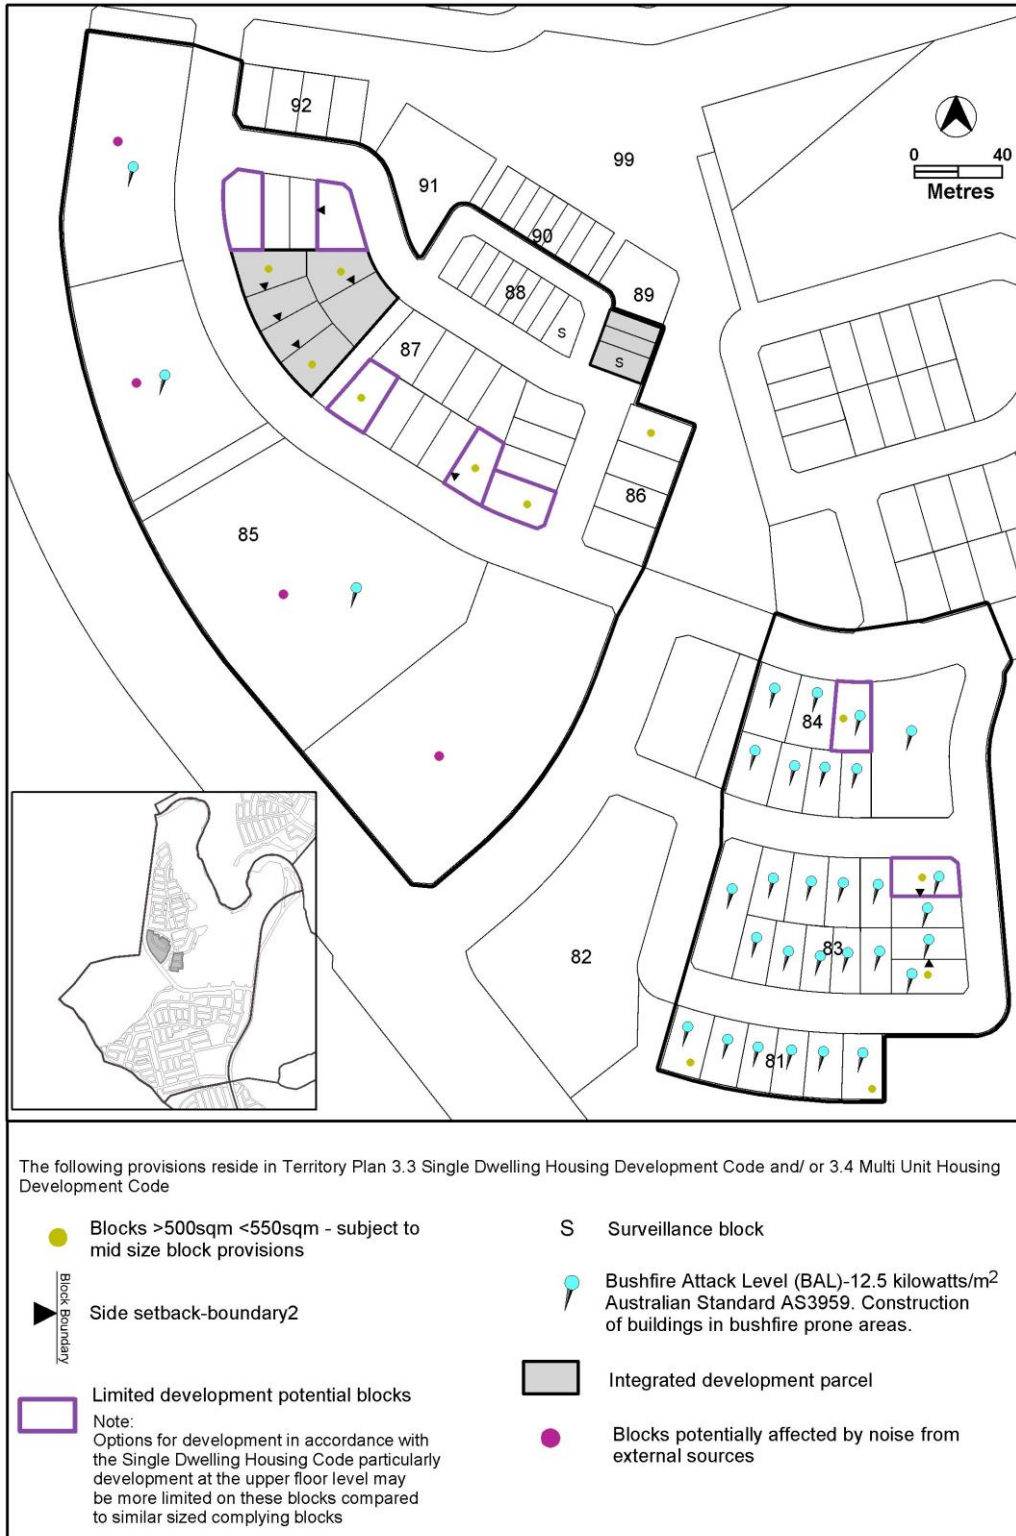 92
99
0 40
Metres
91
90
89
88
S
87
S
86
85
84
83
82
81
The following provisions reside in Territory Plan 3.3 Single Dwelling Housing Development Code and/ or 3.4 Multi Unit Housing
Development Code
Blocks >500sqm <550sqm - subject to
mid size block provisions
Block Boundary
Side setback-boundary2
Limited development potential blocks
Note:
Options for development in accordance with
the Single Dwelling Housing Code particularly
development at the upper floor level may
be more limited on these blocks compared
to similar sized complying blocks
S Surveillance block
Bushfire Attack Level (BAL)-12.5 kilowatts/m²
Australian Standard AS3959. Construction
of buildings in bushfire prone areas.
Integrated development parcel
Blocks potentially affected by noise from
external sources